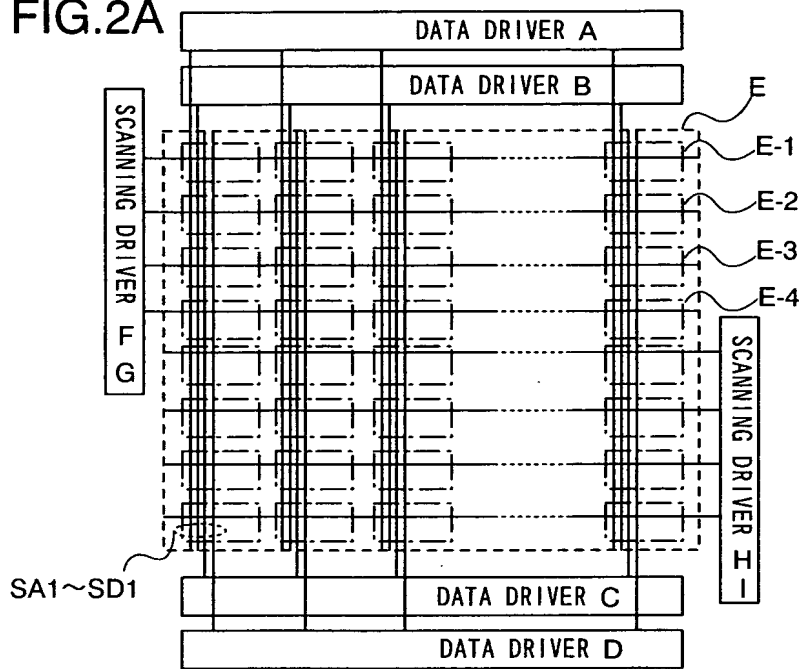 FIG.2A
DATA DRIVER A
DATA DRIVER B
E
E-1
E-2
E-3
E-4
SCANNING DRIVER F G
SCANNING DRIVER H I
SA1～SD1
DATA DRIVER C
DATA DRIVER D